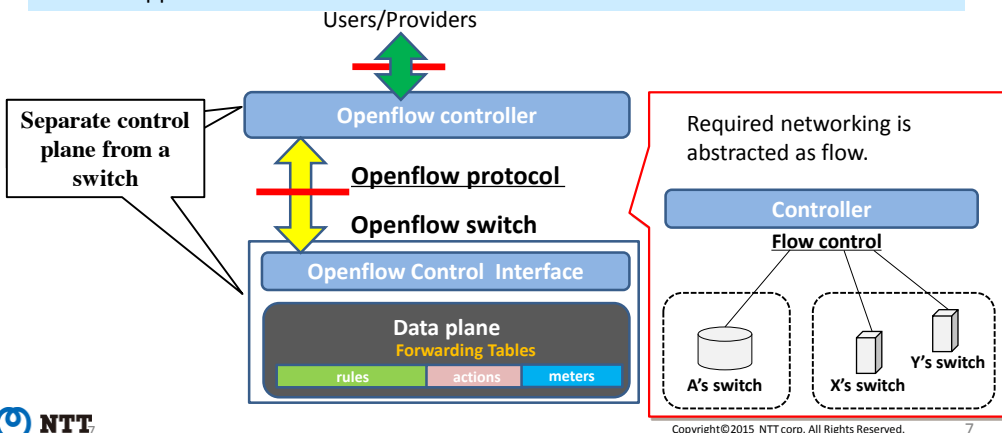 Users/Providers
Separate control
plane from a
switch
Openflow controller
Openflow protocol
Openflow switch
Openflow Control Interface
Data plane
Forwarding Tables
rules actions meters
Required networking is
abstracted as flow.
Controller
Flow control
A's switch
X's switch
Y's switch
NTT
7
Copyright©2015 NTT corp. All Rights Reserved.
7